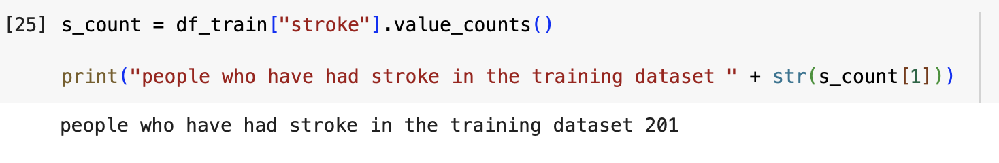 [25] s_count = df_train["stroke"].value_counts()
print("people who have had stroke in the training dataset " + str(s_count[1]))
people who have had stroke in the training dataset 201